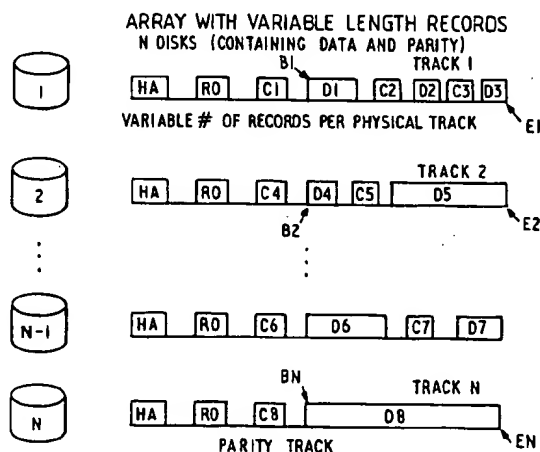 ARRAY WITH VARIABLE LENGTH RECORDS
N DISKS (CONTAINING DATA AND PARITY)
B1 TRACK 1
1 HA R0 C1 D1 C2 D2 C3 D3
E1
VARIABLE # OF RECORDS PER PHYSICAL TRACK
TRACK 2
2 HA R0 C4 D4 C5 D5
B2 E2
N-1 HA R0 C6 D6 C7 D7
BN TRACK N
N HA R0 C8 D8
EN
PARITY TRACK